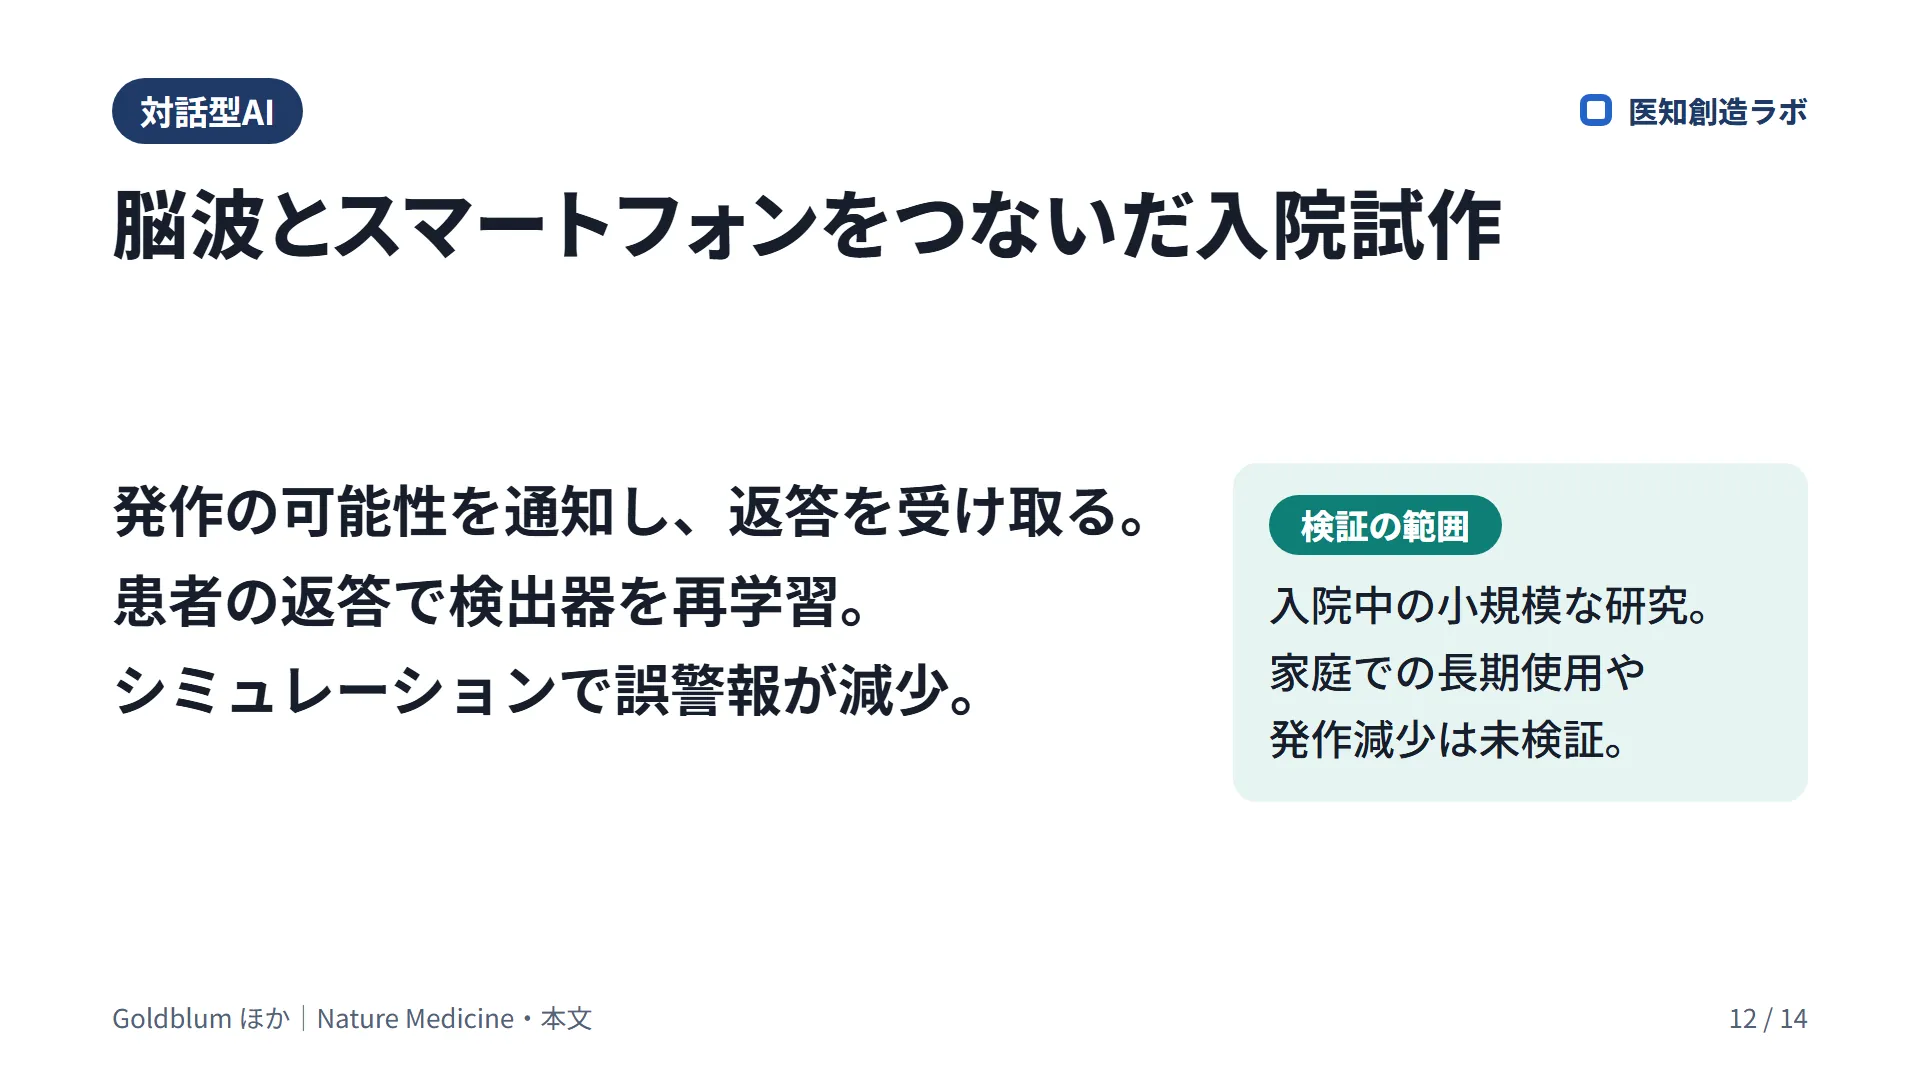 対話型AI
医知創造ラボ
脳波とスマートフォンをつないだ入院試作
発作の可能性を通知し、返答を受け取る。
患者の返答で検出器を再学習。
シミュレーションで誤警報が減少。
検証の範囲
入院中の小規模な研究。
家庭での長期使用や
発作減少は未検証。
Goldblum ほか｜Nature Medicine・本文
12 / 14